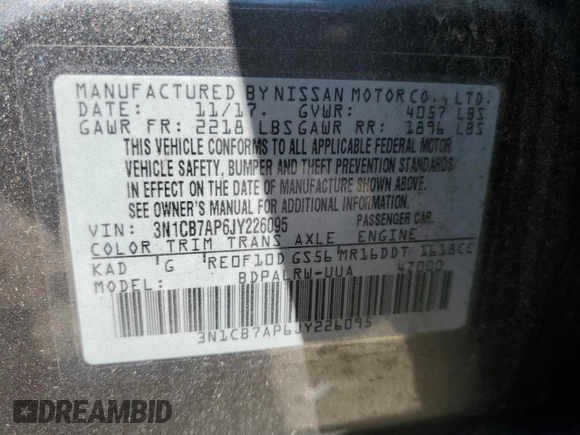 MANUFACTURED BY NISSAN MOTOR CO., LTD.
DATE: 11/17. GVWR: 4057 LBS
GAWR FR: 2218 LBS GAWR RR: 1896 LBS
THIS VEHICLE CONFORMS TO ALL APPLICABLE FEDERAL MOTOR
VEHICLE SAFETY, BUMPER AND THEFT PREVENTION STANDARDS
IN EFFECT ON THE DATE OF MANUFACTURE SHOWN ABOVE.
SEE OWNER'S MANUAL FOR ADDITIONAL INFORMATION.
VIN: 3N1CB7AP6JY226095 PASSENGER CAR.
COLOR TRIM TRANS AXLE ENGINE
KAD 'G 'RE0F10D GS56 'MR16DDT 1618CC
MODEL: BDPALRW-UUA 47000
3N1CB7AP6JY226095
DREAMBID